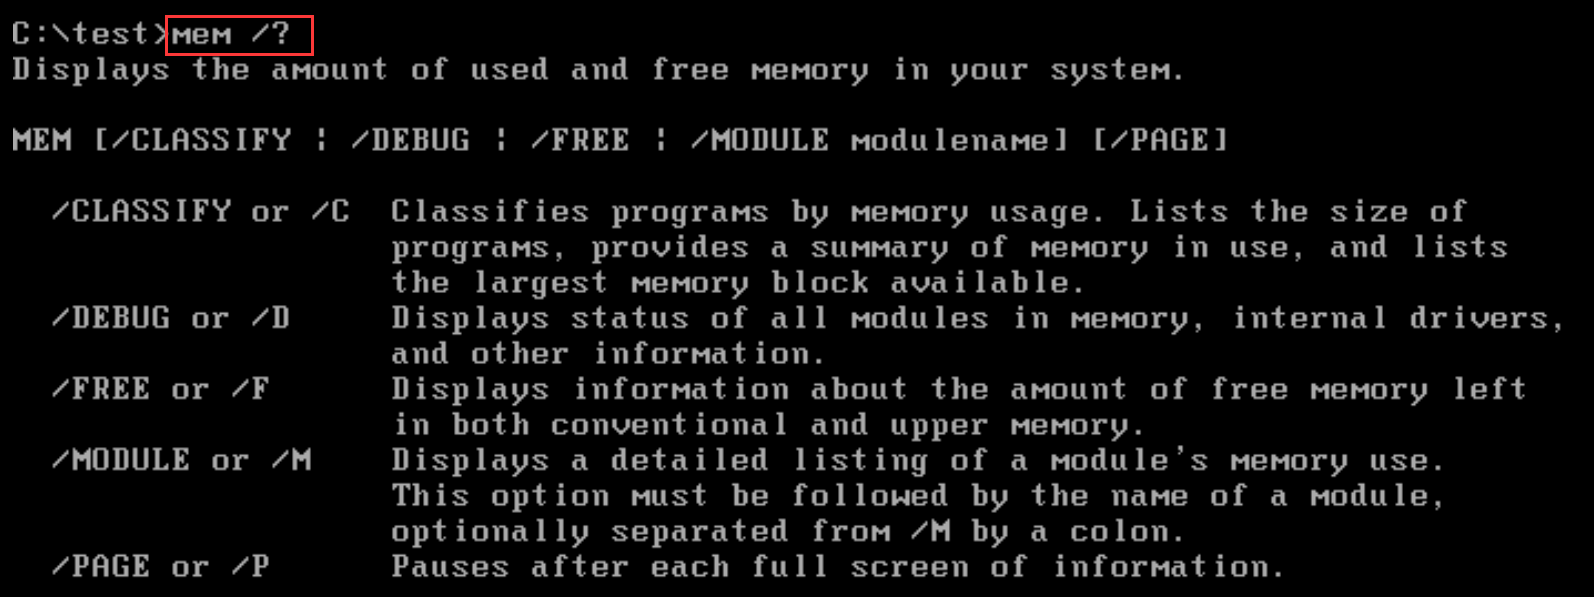 C:\test>mem /?
Displays the amount of used and free memory in your system.
MEM [/CLASSIFY ¦ /DEBUG ¦ /FREE ¦ /MODULE modulename] [/PAGE]
/CLASSIFY or /C  Classifies programs by memory usage. Lists the size of
programs, provides a summary of memory in use, and lists
the largest memory block available.
/DEBUG or /D     Displays status of all modules in memory, internal drivers,
and other information.
/FREE or /F      Displays information about the amount of free memory left
in both conventional and upper memory.
/MODULE or /M    Displays a detailed listing of a module's memory use.
This option must be followed by the name of a module,
optionally separated from /M by a colon.
/PAGE or /P      Pauses after each full screen of information.